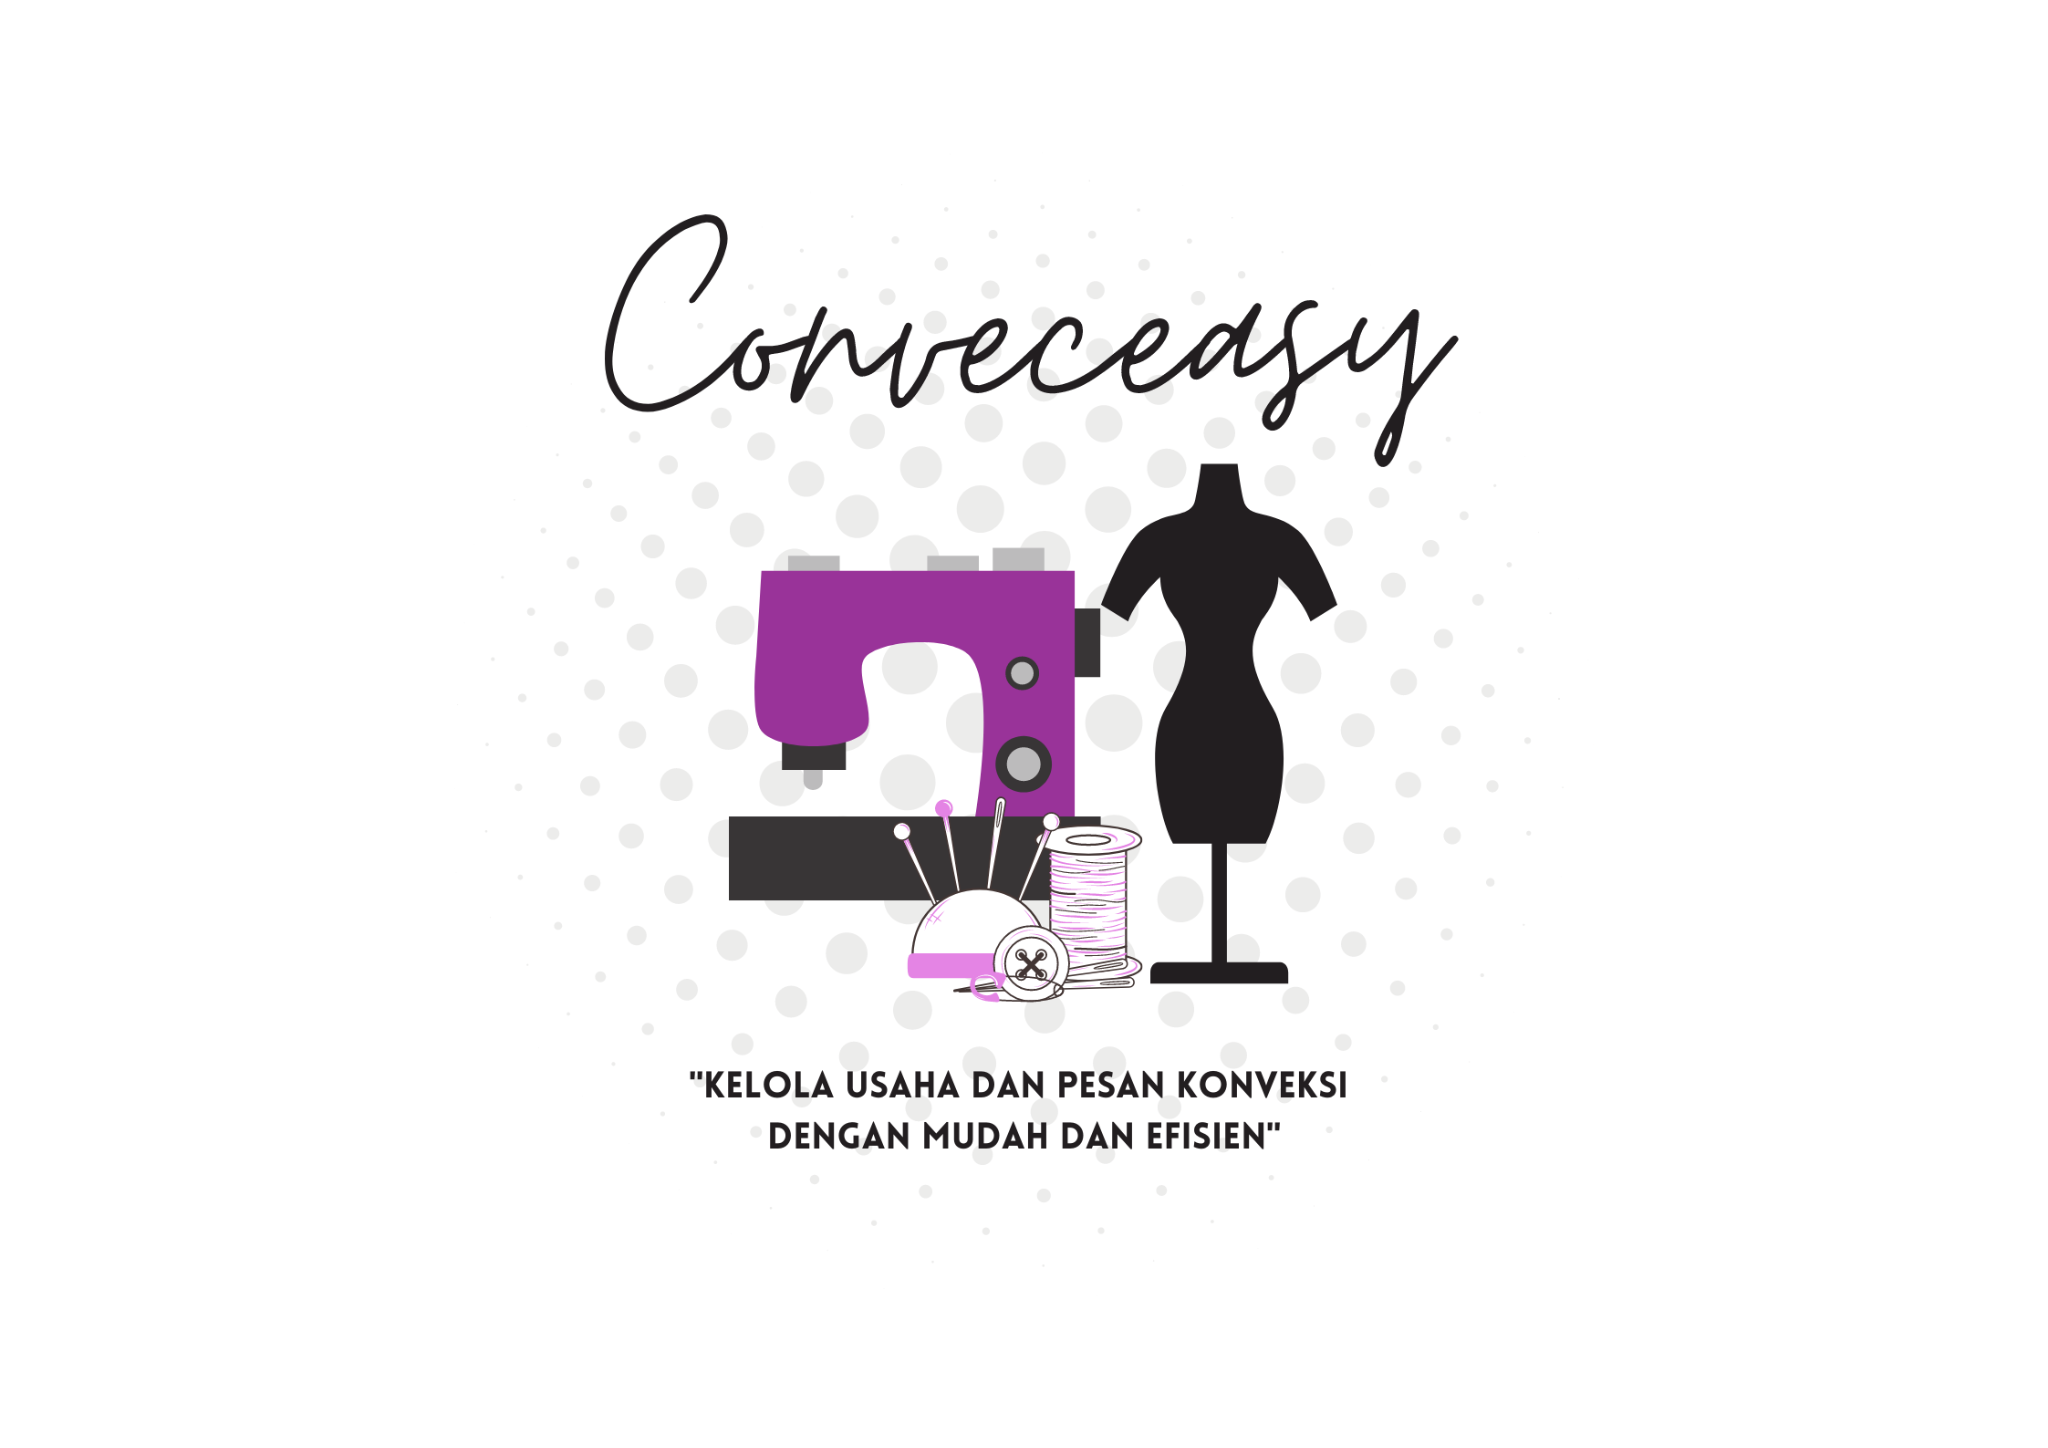 Conveceasy
"KELOLA USAHA DAN PESAN KONVEKSI
DENGAN MUDAH DAN EFISIEN"